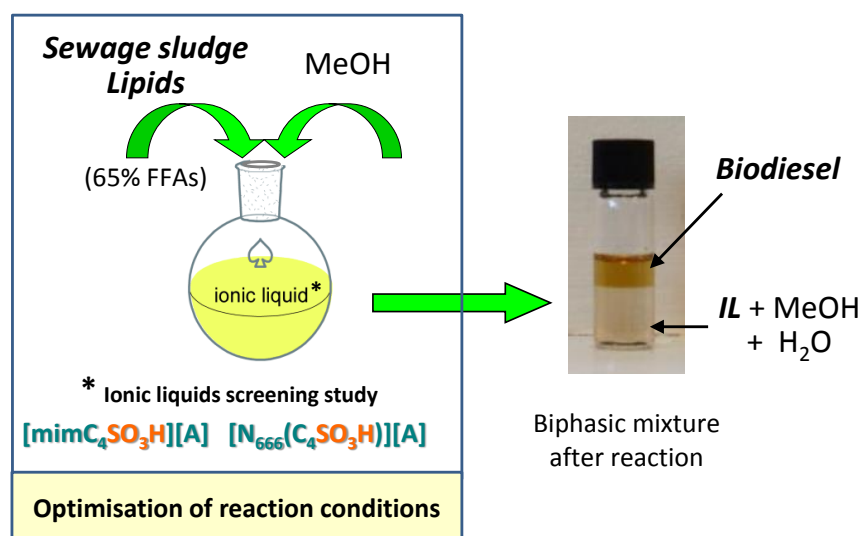 Sewage sludge
Lipids
MeOH
(65% FFAs)
ionic liquid*
* Ionic liquids screening study
[mimC₄SO₃H][A] [N₆₆₆(C₄SO₃H)][A]
Optimisation of reaction conditions
Biodiesel
IL + MeOH
+ H₂O
Biphasic mixture
after reaction